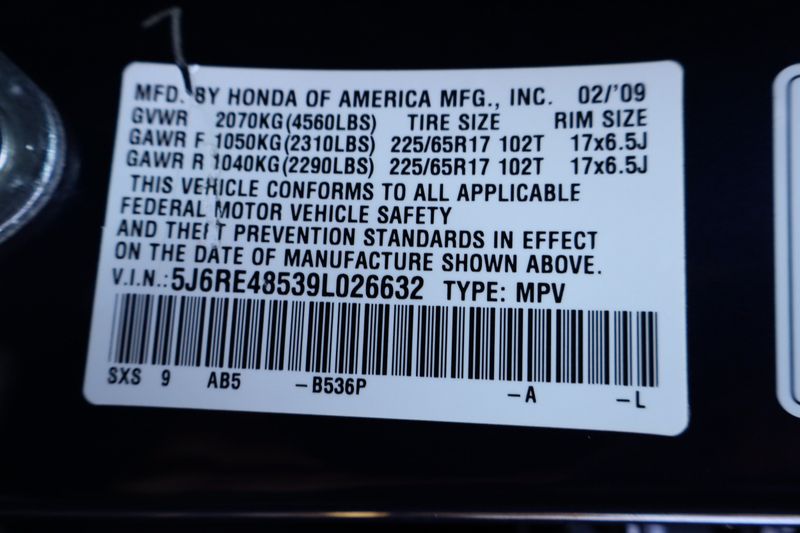 MFD. BY HONDA OF AMERICA MFG., INC. 02/'09
GVWR 2070KG(4560LBS) TIRE SIZE RIM SIZE
GAWR F 1050KG(2310LBS) 225/65R17 102T 17x6.5J
GAWR R 1040KG(2290LBS) 225/65R17 102T 17x6.5J
THIS VEHICLE CONFORMS TO ALL APPLICABLE
FEDERAL MOTOR VEHICLE SAFETY
AND THEFT PREVENTION STANDARDS IN EFFECT
ON THE DATE OF MANUFACTURE SHOWN ABOVE.
V.I.N.: 5J6RE48539L026632 TYPE: MPV
SXS 9 AB5 -B536P -A -L